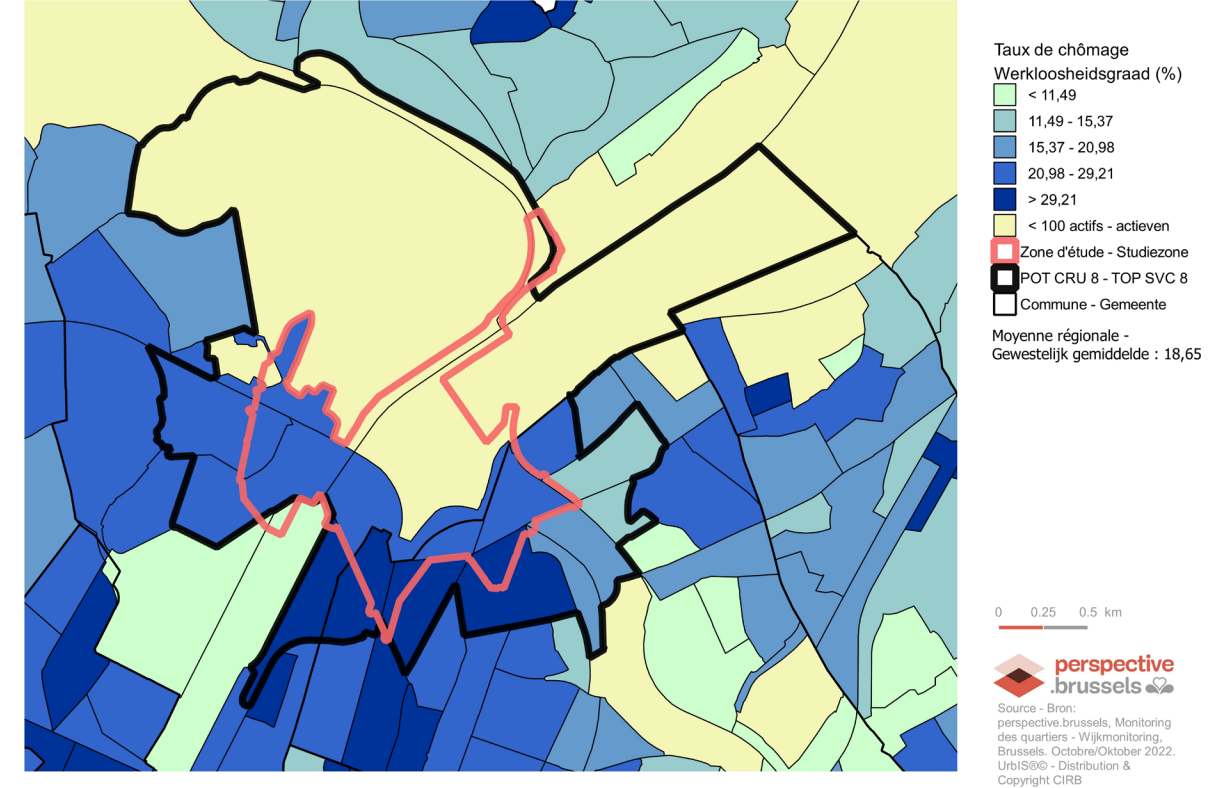 Taux de chômage
Werkloosheidsgraad (%)
< 11,49
11,49 - 15,37
15,37 - 20,98
20,98 - 29,21
> 29,21
< 100 actifs - actieven
Zone d'étude - Studiezone
POT CRU 8 - TOP SVC 8
Commune - Gemeente
Moyenne régionale -
Gewestelijk gemiddelde : 18,65
0 0.25 0.5 km
perspective
.brussels
Source - Bron:
perspective.brussels, Monitoring
des quartiers - Wijkmonitoring,
Brussels. Octobre/Oktober 2022.
UrbIS®© - Distribution &
Copyright CIRB